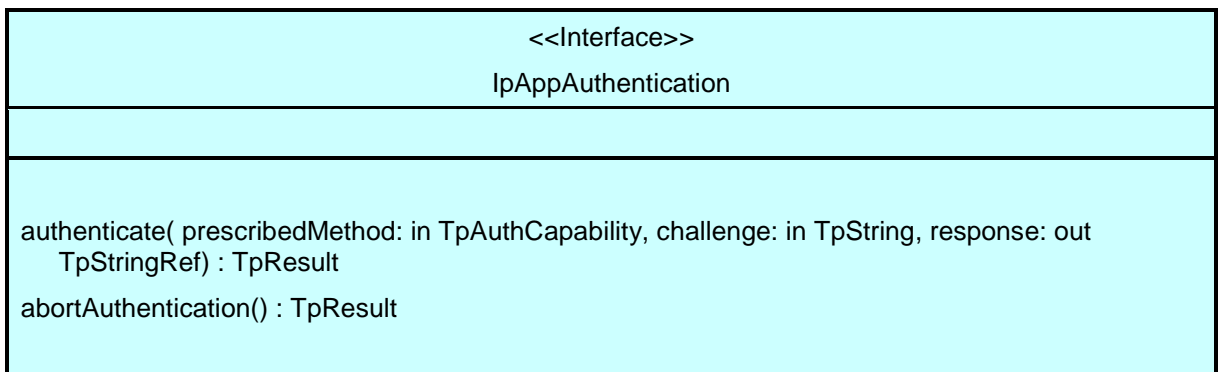 <<Interface>>
IpAppAuthentication
authenticate( prescribedMethod: in TpAuthCapability, challenge: in TpString, response: out
TpStringRef) : TpResult
abortAuthentication() : TpResult